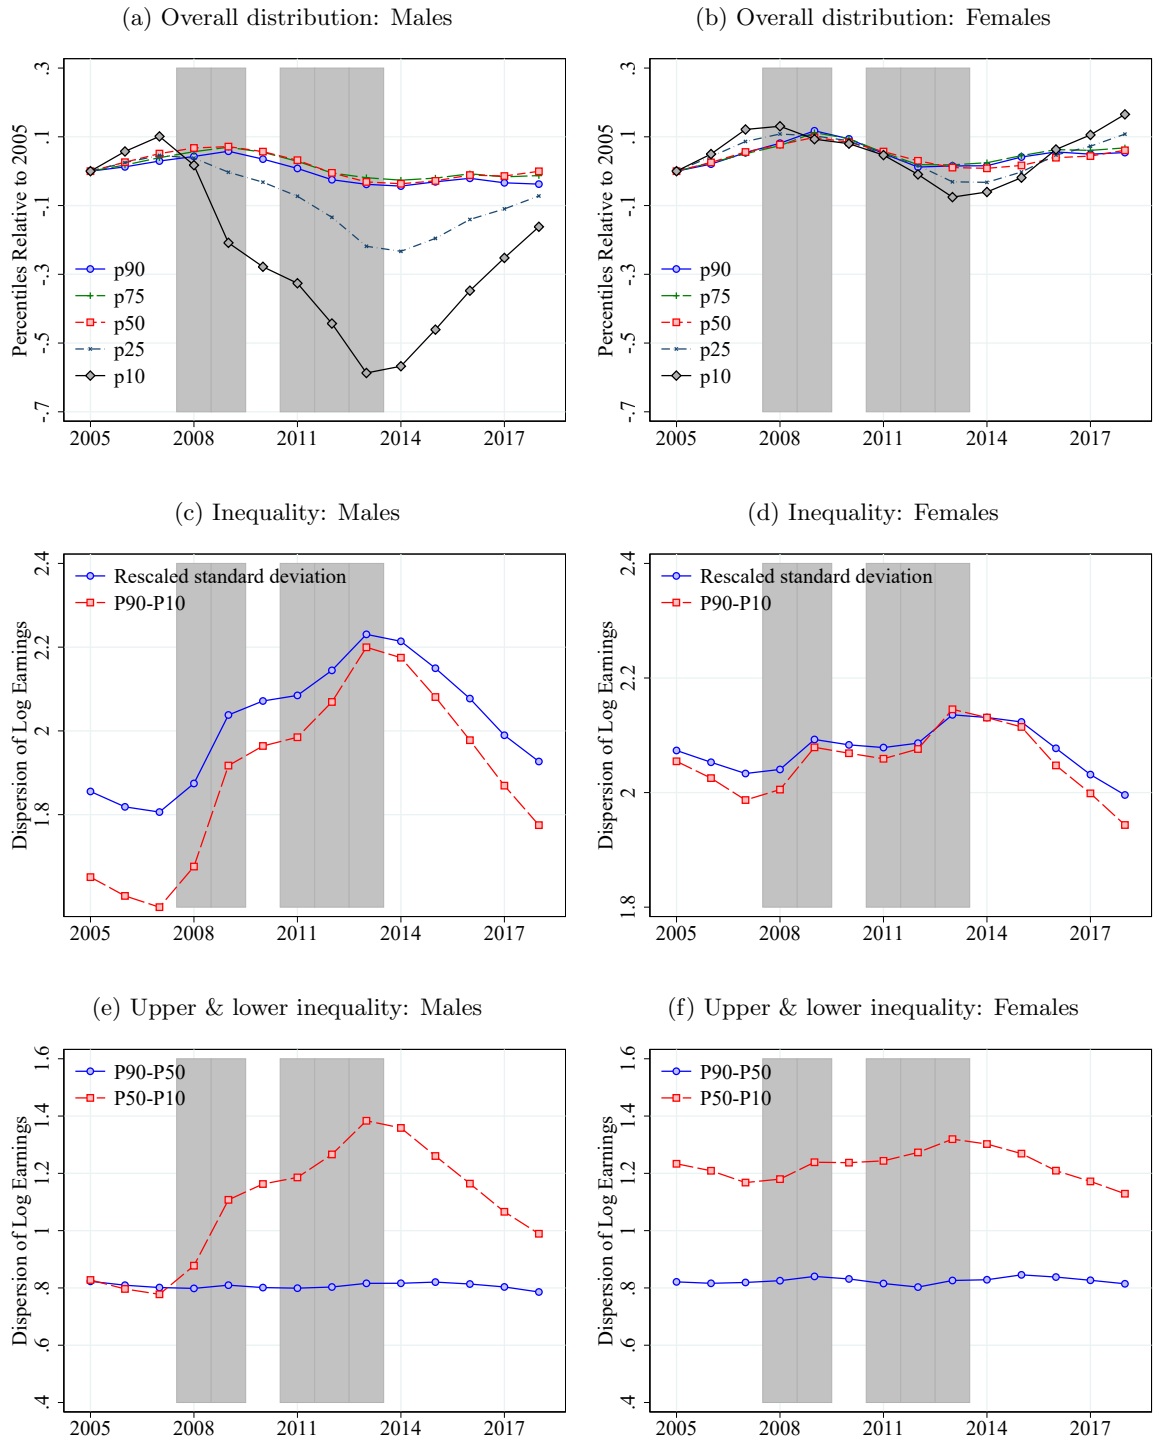 (a) Overall distribution: Males
Percentiles Relative to 2005
.3
.1
-.1
-.3
-.5
-.7
p90
p75
p50
p25
p10
2005 2008 2011 2014 2017
(b) Overall distribution: Females
Percentiles Relative to 2005
.3
.1
-.1
-.3
-.5
-.7
p90
p75
p50
p25
p10
2005 2008 2011 2014 2017
(c) Inequality: Males
Dispersion of Log Earnings
2.4
2.2
2
1.8
Rescaled standard deviation
P90-P10
2005 2008 2011 2014 2017
(d) Inequality: Females
Dispersion of Log Earnings
2.4
2.2
2
1.8
Rescaled standard deviation
P90-P10
2005 2008 2011 2014 2017
(e) Upper & lower inequality: Males
Dispersion of Log Earnings
1.6
1.4
1.2
1
.8
.6
.4
P90-P50
P50-P10
2005 2008 2011 2014 2017
(f) Upper & lower inequality: Females
Dispersion of Log Earnings
1.6
1.4
1.2
1
.8
.6
.4
P90-P50
P50-P10
2005 2008 2011 2014 2017